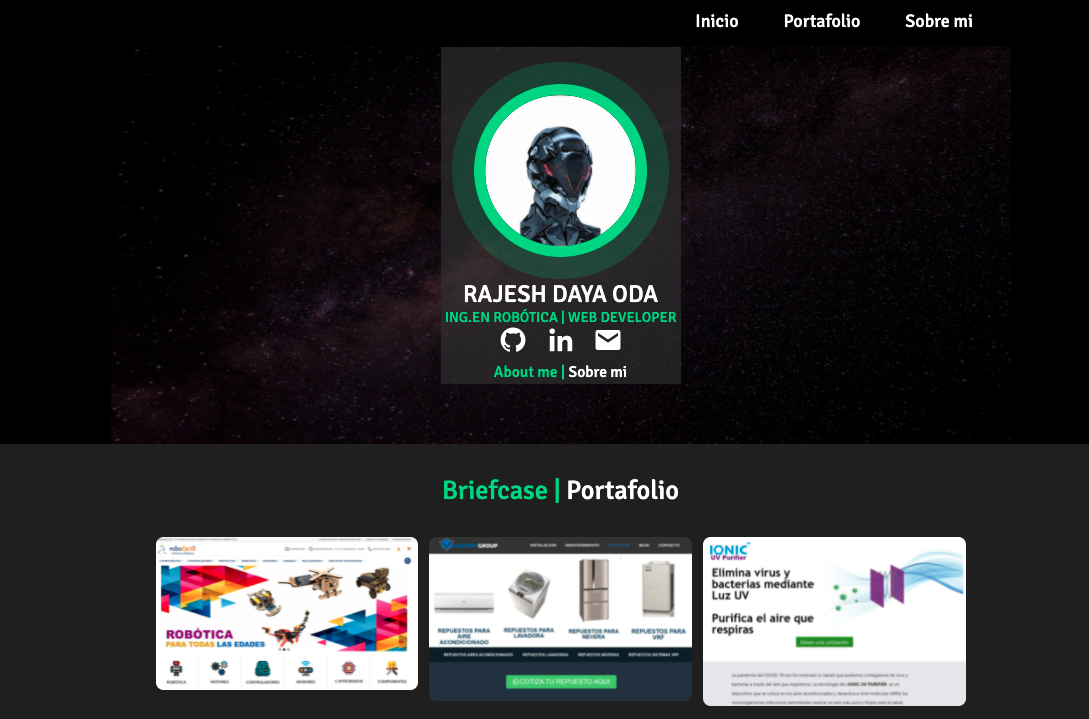 Inicio Portafolio Sobre mi
RAJESH DAYA ODA
ING.EN ROBÓTICA | WEB DEVELOPER
About me | Sobre mi
Briefcase | Portafolio
ROBÓTICA
PARA TODAS LAS EDADES
ROBÓTICA MOTORES CONTROLADORES SENSORES COMPONENTES
GROUP INSTALACION MANTENIMIENTO REPUESTOS BLOG CONTACTO
REPUESTOS PARA AIRE ACONDICIONADO
REPUESTOS PARA LAVADORA
REPUESTOS PARA NEVERA
REPUESTOS PARA VRF
REPUESTOS AIRES ACONDICIONADOS REPUESTOS LAVADORAS REPUESTOS NEVERAS REPUESTOS SISTEMAS VRF
COTIZA TU REPUESTO AQUI
IONIC
UV Purifier
Elimina virus y
bacterias mediante
Luz UV
Purifica el aire que
respiras
Deseo una cotización